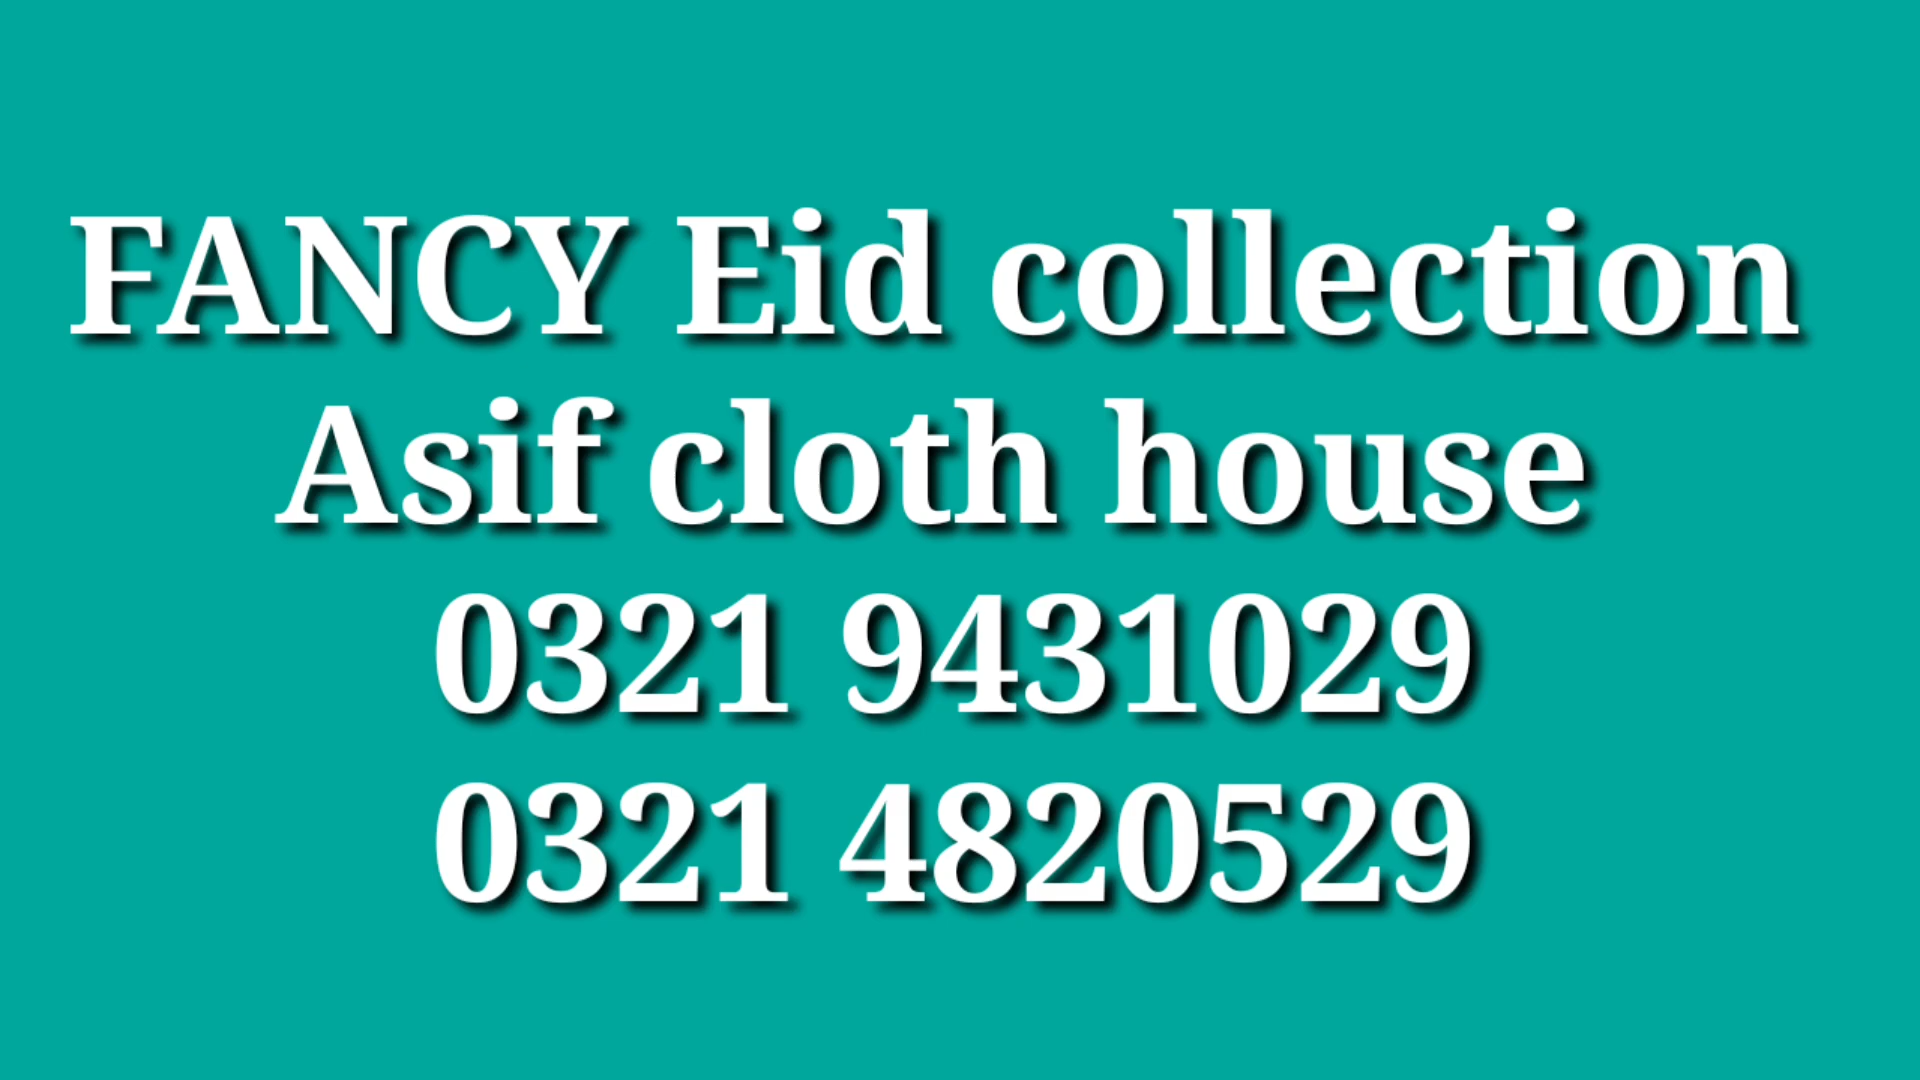 FANCY Eid collection
Asif cloth house
0321 9431029
0321 4820529